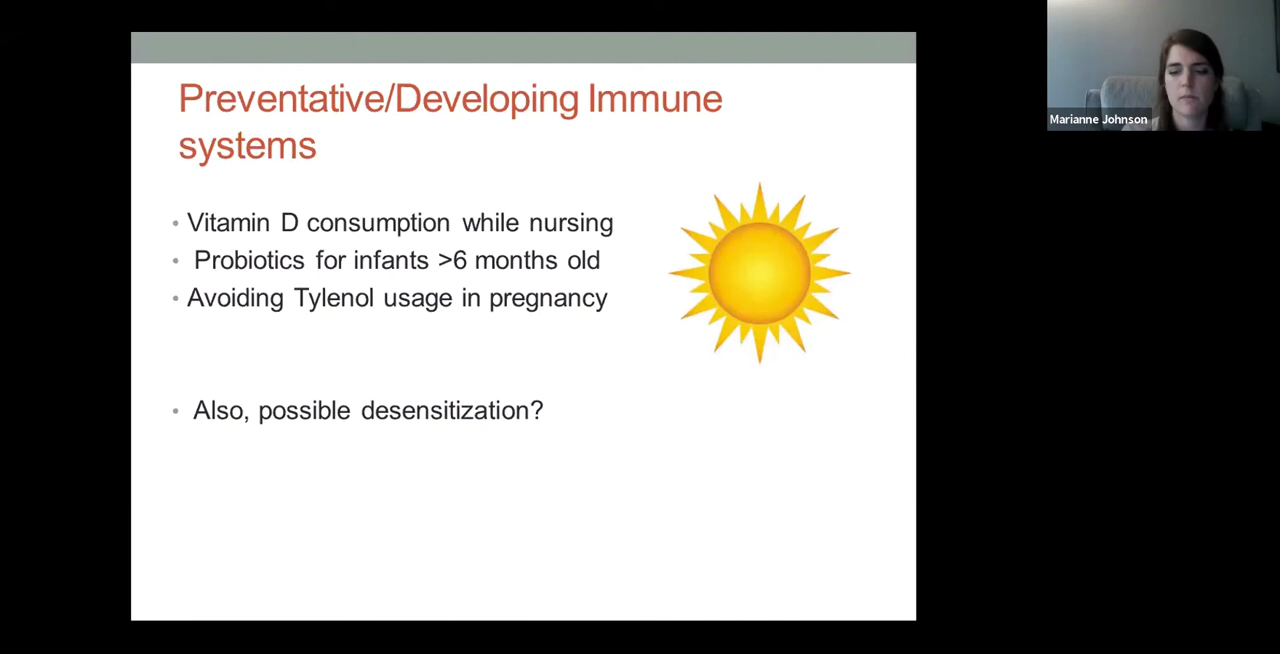 Preventative/Developing Immune
systems
• Vitamin D consumption while nursing
• Probiotics for infants >6 months old
• Avoiding Tylenol usage in pregnancy
• Also, possible desensitization?
Marianne Johnson